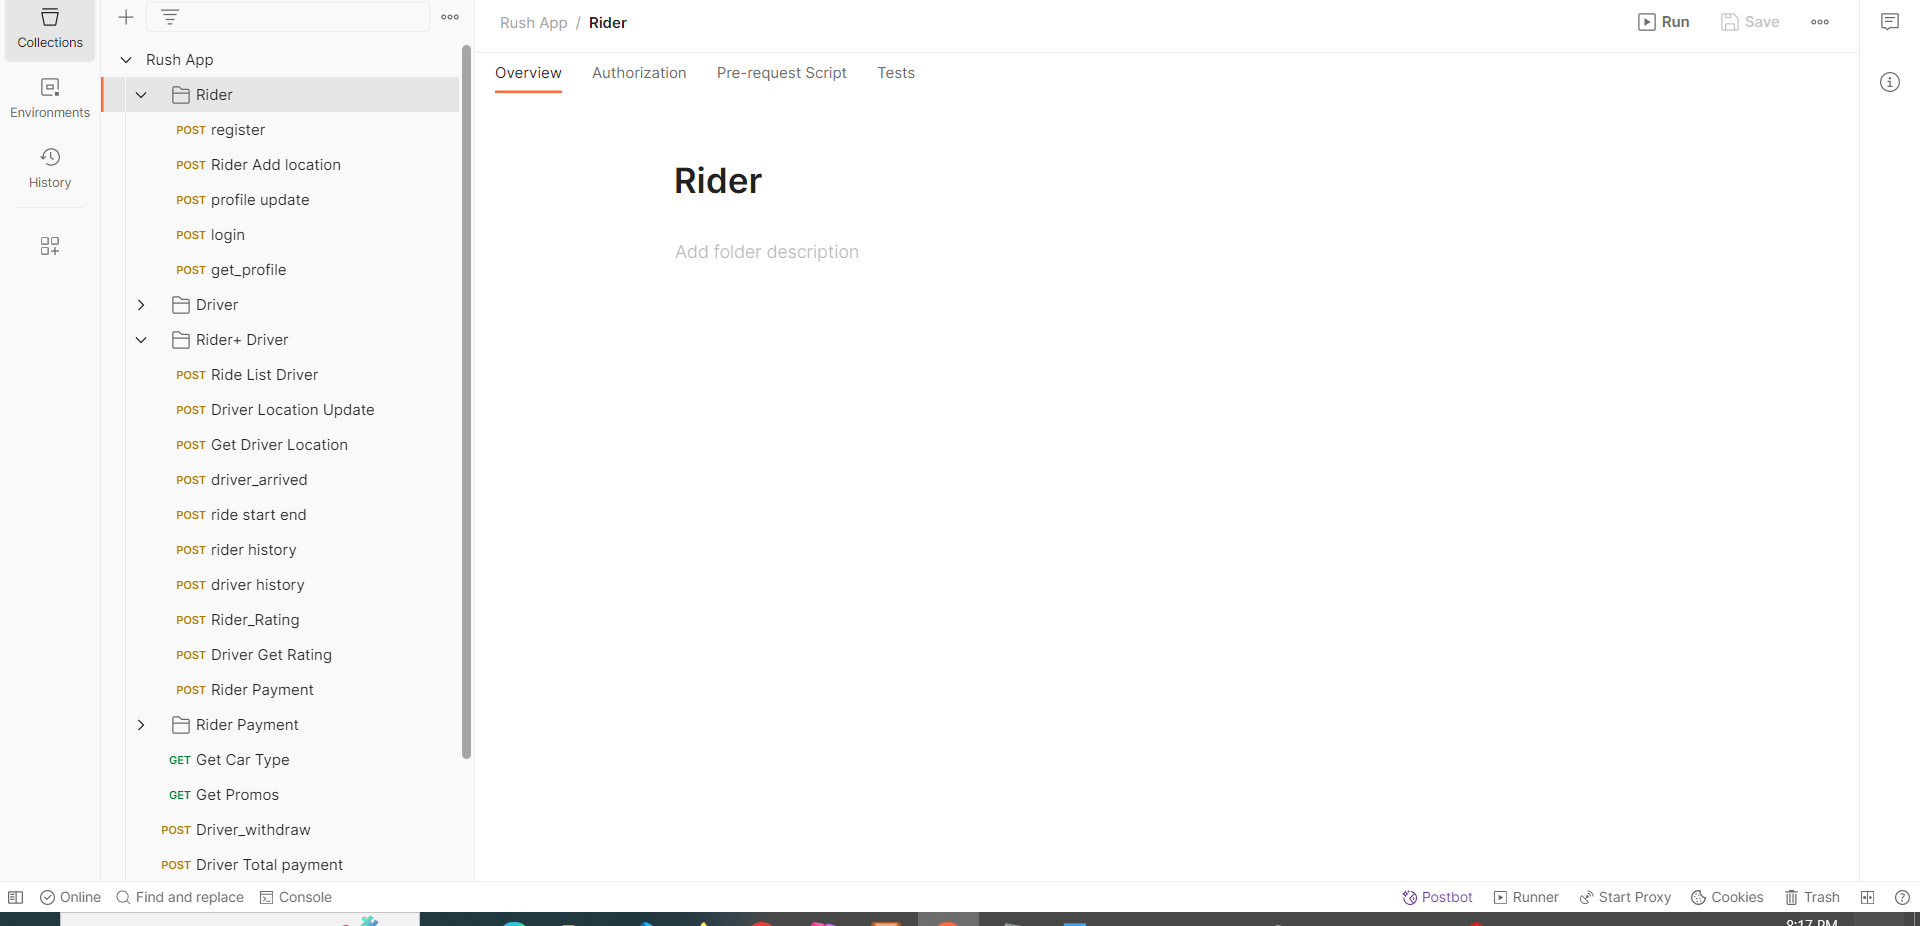 Collections
Environments
History
Rush App
Rider
POST register
POST Rider Add location
POST profile update
POST login
POST get_profile
Driver
Rider+ Driver
POST Ride List Driver
POST Driver Location Update
POST Get Driver Location
POST driver_arrived
POST ride start end
POST rider history
POST driver history
POST Rider_Rating
POST Driver Get Rating
POST Rider Payment
Rider Payment
GET Get Car Type
GET Get Promos
POST Driver_withdraw
POST Driver Total payment
Rush App / Rider
Run Save
Overview Authorization Pre-request Script Tests
Rider
Add folder description
Online Find and replace Console
Postbot Runner Start Proxy Cookies Trash
8:17 PM